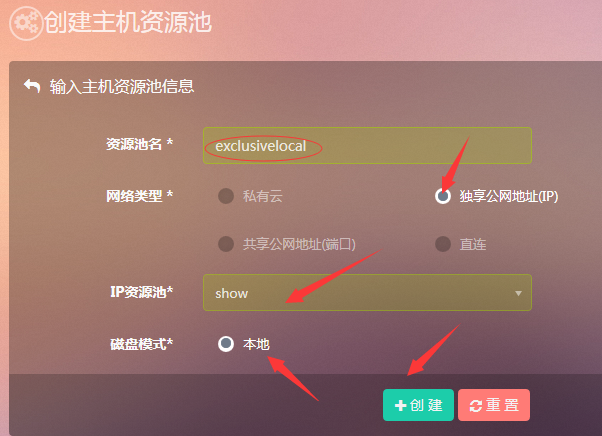 创建主机资源池
输入主机资源池信息
资源池名 * exclusivelocal
网络类型 * 私有云 独享公网地址(IP)
共享公网地址(端口) 直连
IP资源池* show
磁盘模式* 本地
创 建 重 置